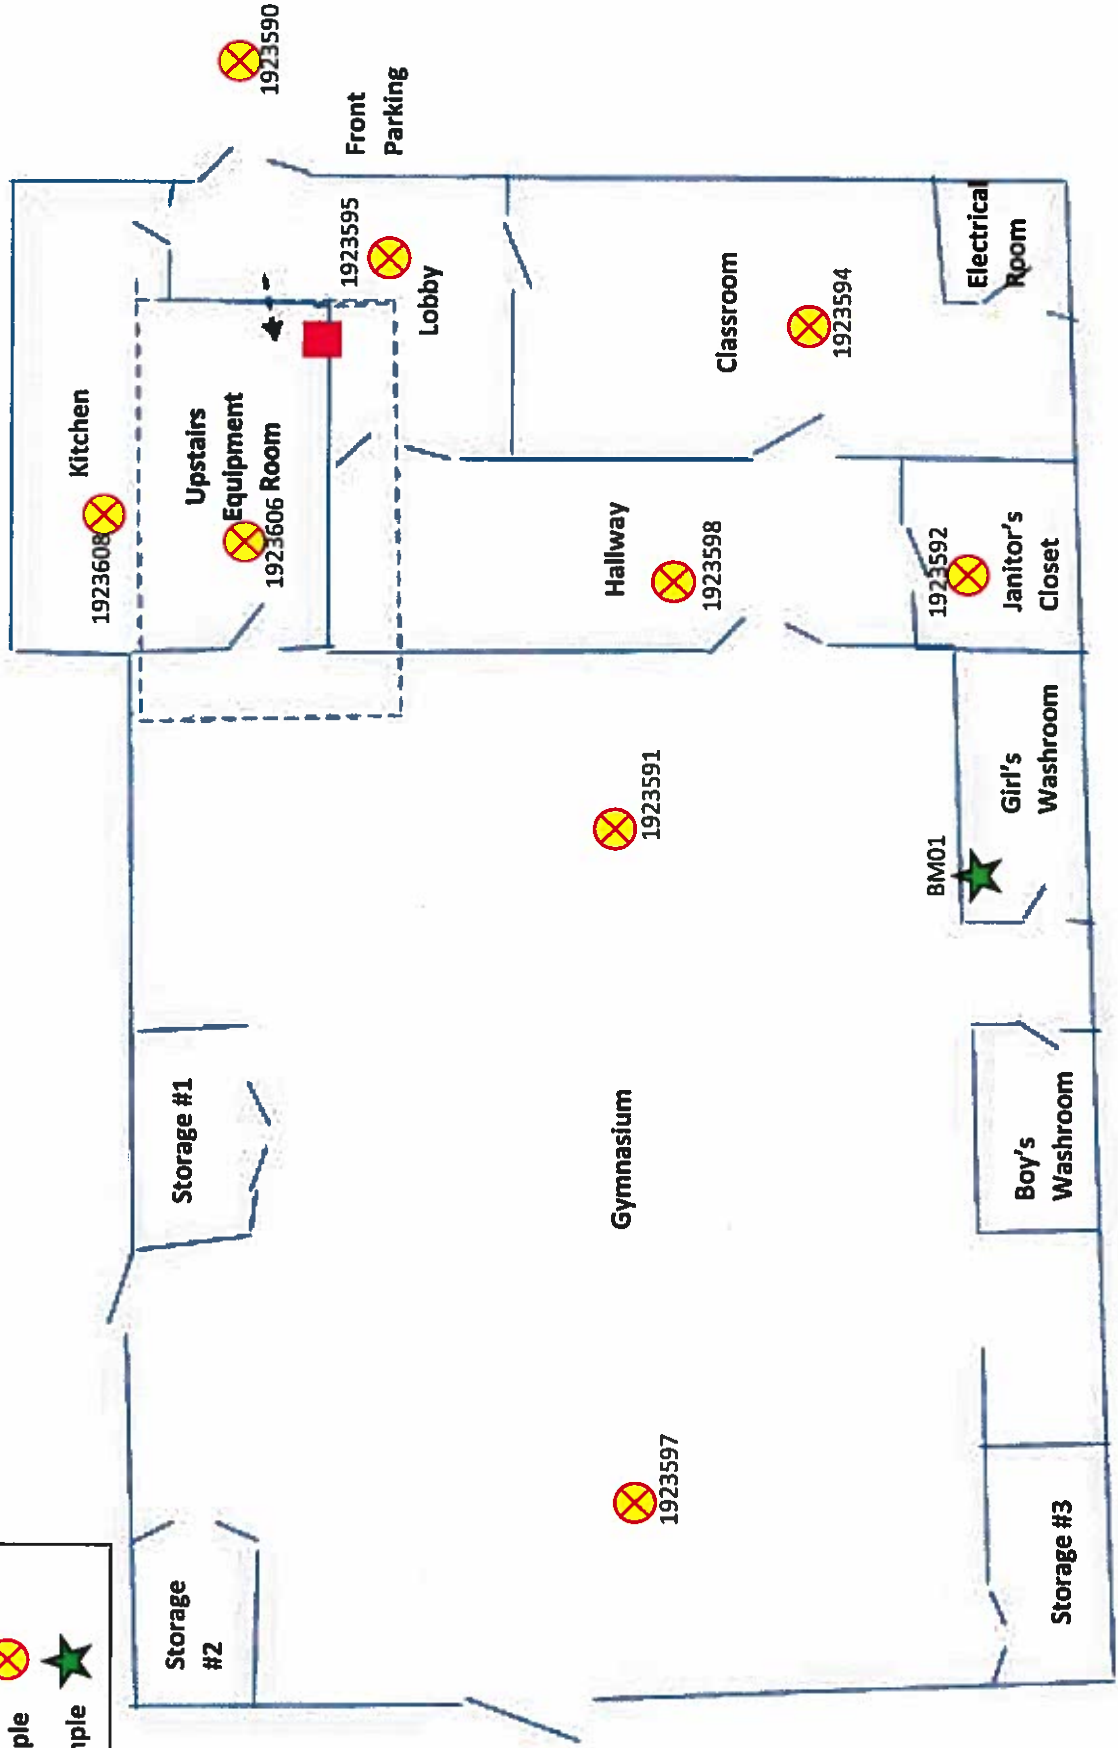 1923590
Front
Parking
1923595
Lobby
Kitchen
1923608
Upstairs
Equipment
Room
1923606
Classroom
1923594
Electrical
Room
Hallway
1923598
1923592
Janitor's
Closet
1923591
BM01
Girl's
Washroom
Storage #1
Gymnasium
Boy's
Washroom
1923597
Storage
#2
Storage #3